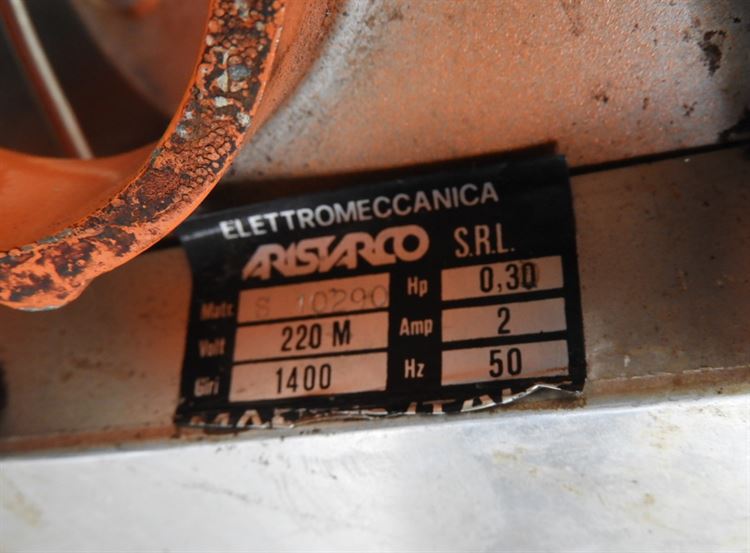 ELETTROMECCANICA
ARISTARCO S.R.L.
Matr. S 10290 Hp 0,30
Volt 220 M Amp 2
Giri 1400 Hz 50